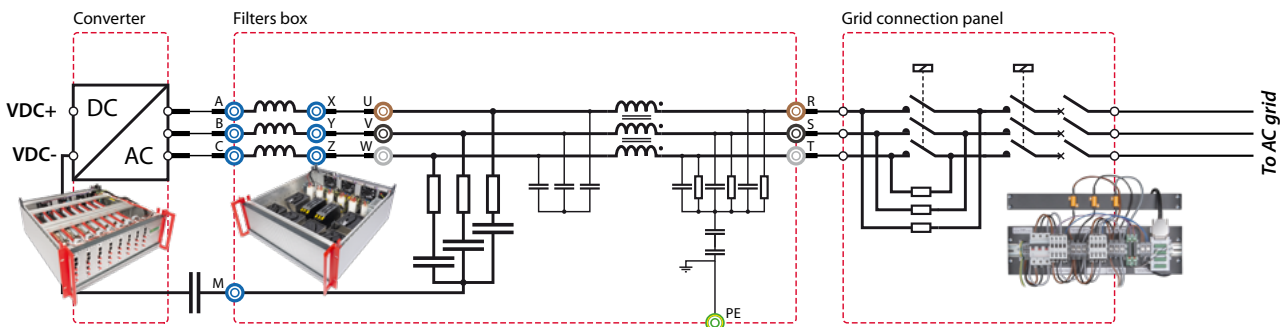 Converter
Filters box
Grid connection panel
VDC+
DC
A
X
U
R
B
Y
V
S
VDC-
AC
C
Z
W
T
To AC grid
M
PE